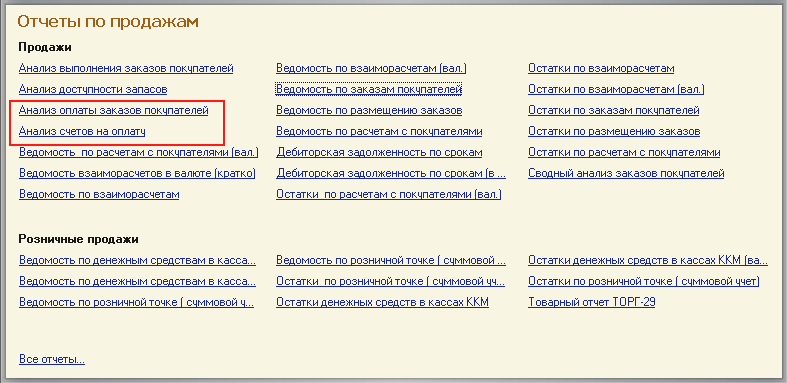 Отчеты по продажам
Продажи
Анализ выполнения заказов покупателей
Анализ доступности запасов
Анализ оплаты заказов покупателей
Анализ счетов на оплату
Ведомость по расчетам с покупателями (вал.)
Ведомость взаиморасчетов в валюте (кратко)
Ведомость по взаиморасчетам
Ведомость по взаиморасчетам (вал.)
Ведомость по заказам покупателей
Ведомость по размещению заказов
Ведомость по расчетам с покупателями
Дебиторская задолженность по срокам
Дебиторская задолженность по срокам (в ...
Остатки по расчетам с покупателями (вал.)
Остатки по взаиморасчетам
Остатки по взаиморасчетам (вал.)
Остатки по заказам покупателей
Остатки по размещению заказов
Остатки по расчетам с покупателями
Сводный анализ заказов покупателей
Розничные продажи
Ведомость по денежным средствам в касса...
Ведомость по денежным средствам в касса...
Ведомость по розничной точке ( суммовой у...
Ведомость по розничной точке ( суммовой ...
Остатки по розничной точке ( суммовой уч...
Остатки денежных средств в кассах ККМ
Остатки денежных средств в кассах ККМ (ва...
Остатки по розничной точке ( суммовой учет)
Товарный отчет ТОРГ-29
Все отчеты...